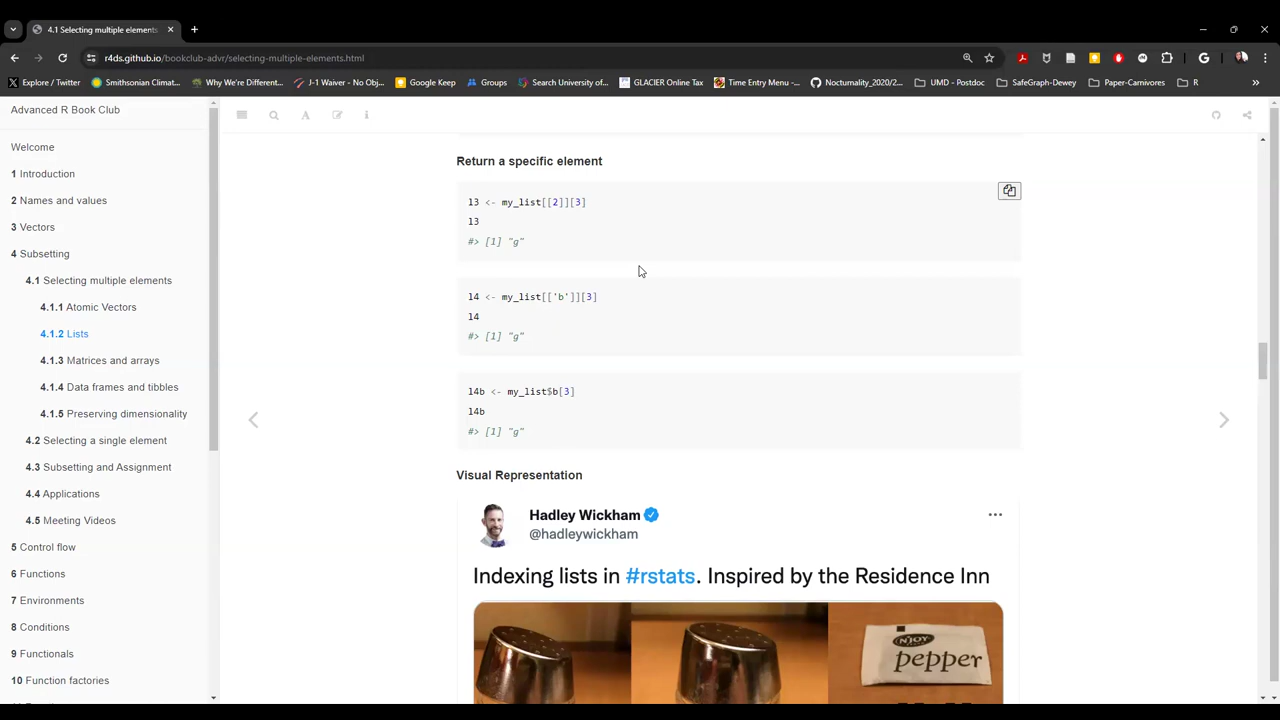 4.1 Selecting multiple elements
r4ds.github.io/bookclub-advr/selecting-multiple-elements.html
Explore / Twitter
Smithsonian Climat...
Why We're Different...
J-1 Waiver - No Obj...
Google Keep
Groups
Search University of...
GLACIER Online Tax
Time Entry Menu -...
Nocturnality_2020/2...
UMD - Postdoc
SafeGraph-Dewey
Paper-Carnivores
R
»
Advanced R Book Club
Welcome
1 Introduction
2 Names and values
3 Vectors
4 Subsetting
4.1 Selecting multiple elements
4.1.1 Atomic Vectors
4.1.2 Lists
4.1.3 Matrices and arrays
4.1.4 Data frames and tibbles
4.1.5 Preserving dimensionality
4.2 Selecting a single element
4.3 Subsetting and Assignment
4.4 Applications
4.5 Meeting Videos
5 Control flow
6 Functions
7 Environments
8 Conditions
9 Functionals
10 Function factories
Return a specific element
l3 <- my_list[[2]][3]
l3
#> [1] "g"
l4 <- my_list[['b']][3]
l4
#> [1] "g"
l4b <- my_list$b[3]
l4b
#> [1] "g"
Visual Representation
Hadley Wickham
@hadleywickham
Indexing lists in #rstats. Inspired by the Residence Inn
NJOY
pepper